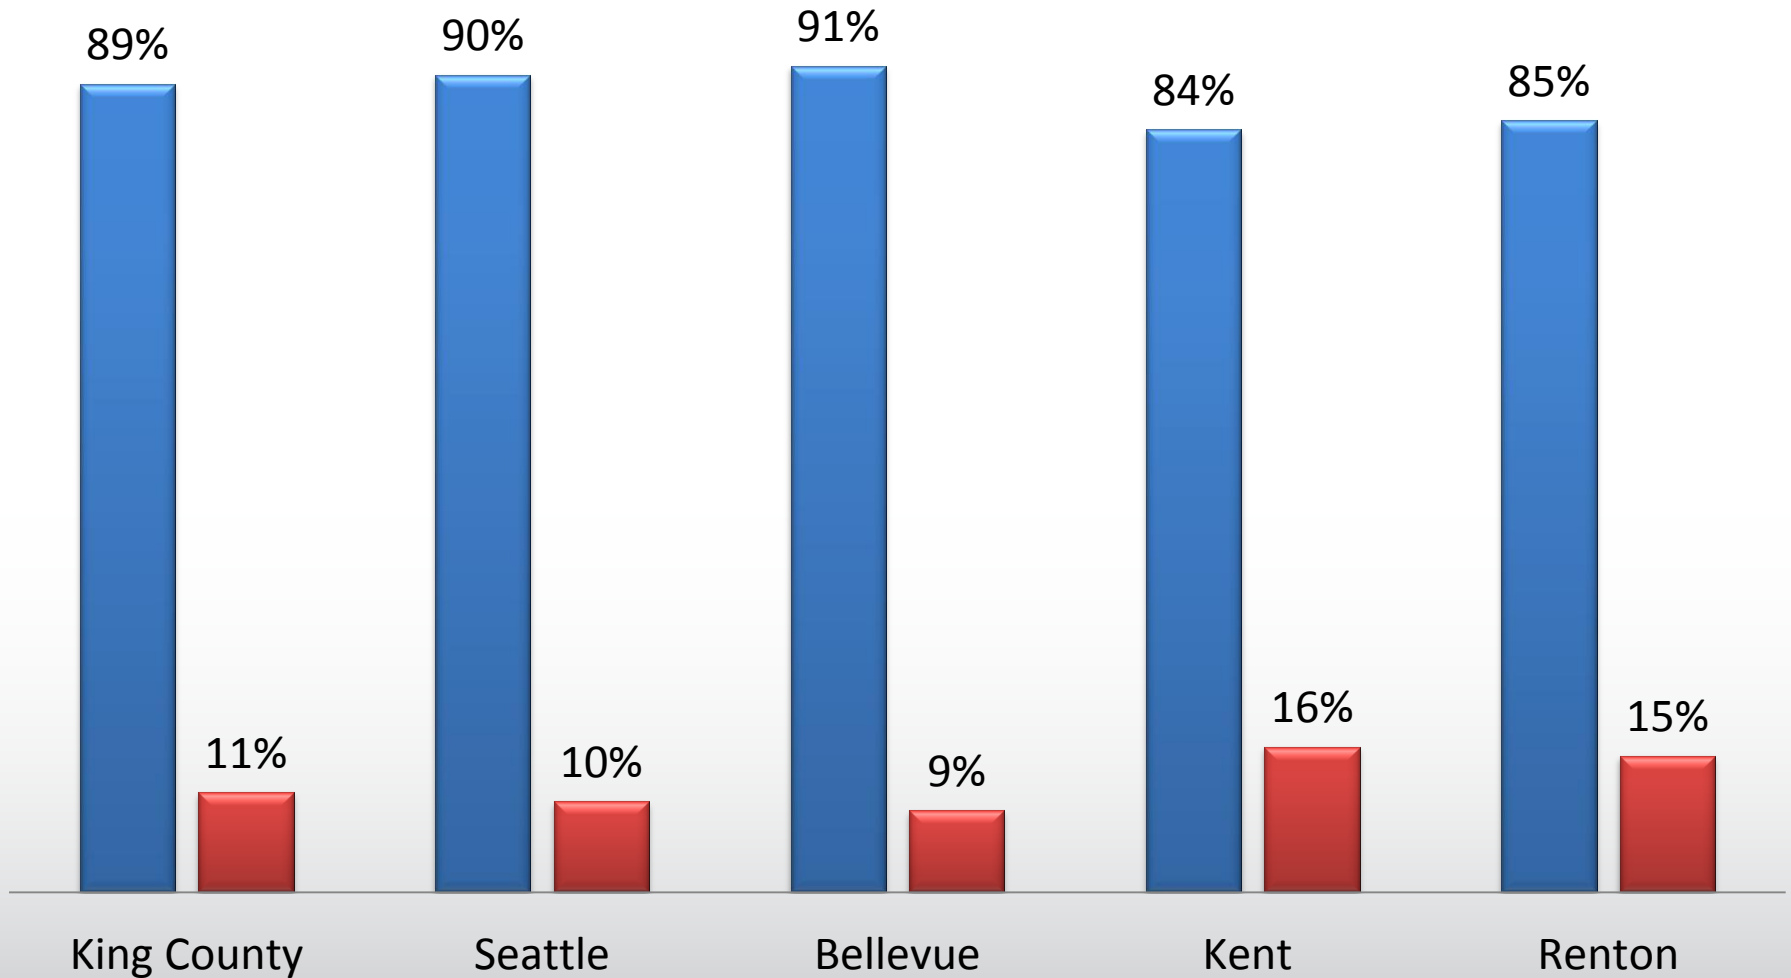 89%
11%
90%
10%
91%
9%
84%
16%
85%
15%
King County
Seattle
Bellevue
Kent
Renton